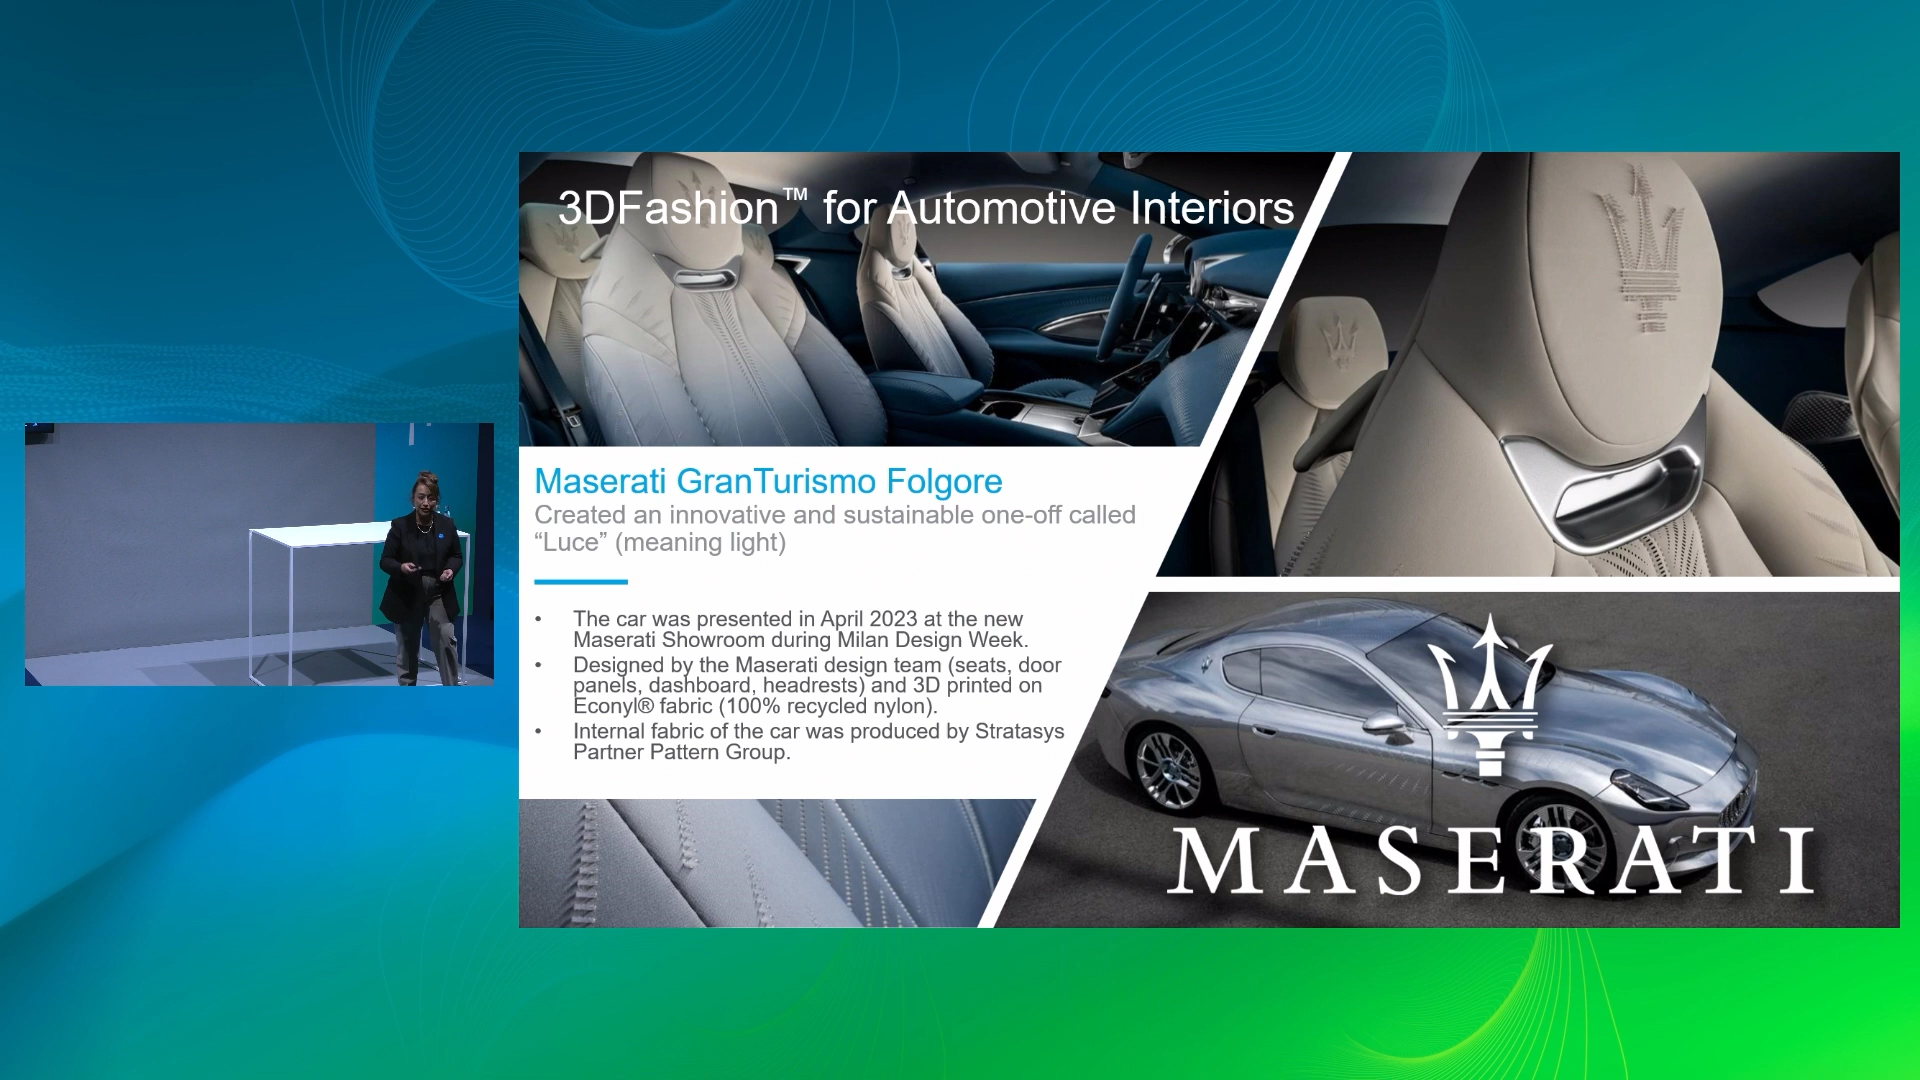 3DFashion™ for Automotive Interiors
Maserati GranTurismo Folgore
Created an innovative and sustainable one-off called
“Luce” (meaning light)
• The car was presented in April 2023 at the new
Maserati Showroom during Milan Design Week.
• Designed by the Maserati design team (seats, door
panels, dashboard, headrests) and 3D printed on
Econyl® fabric (100% recycled nylon).
• Internal fabric of the car was produced by Stratasys
Partner Pattern Group.
MASERATI